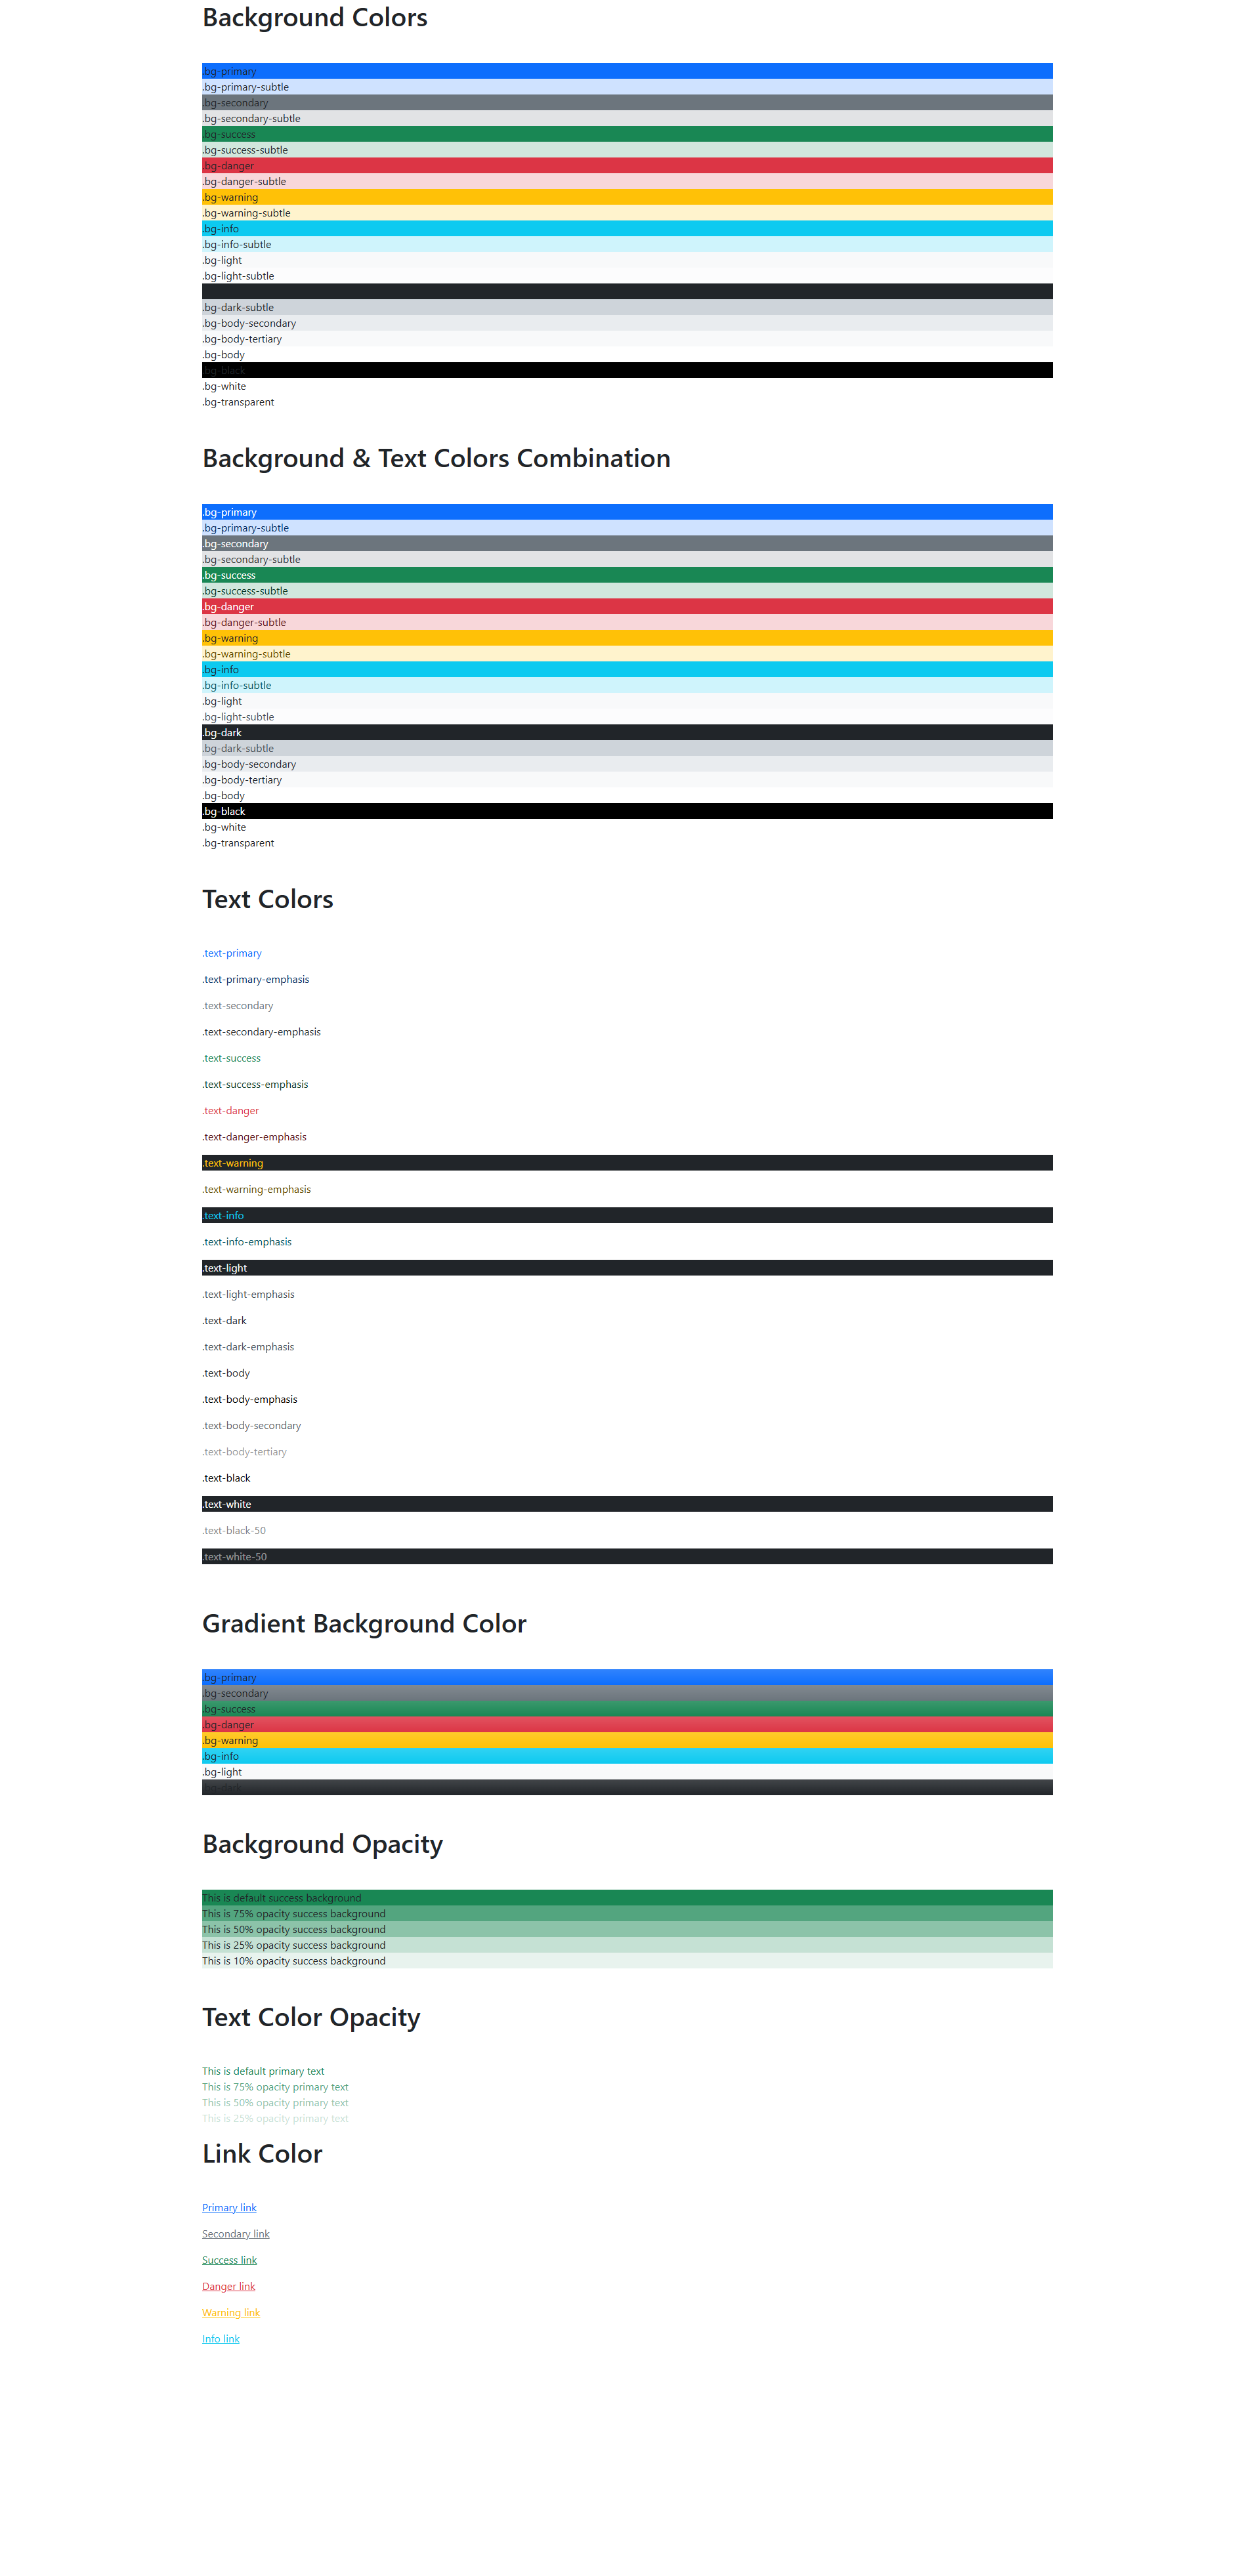 Background Colors
.bg-primary
.bg-primary-subtle
.bg-secondary
.bg-secondary-subtle
.bg-success
.bg-success-subtle
.bg-danger
.bg-danger-subtle
.bg-warning
.bg-warning-subtle
.bg-info
.bg-info-subtle
.bg-light
.bg-light-subtle
.bg-dark-subtle
.bg-body-secondary
.bg-body-tertiary
.bg-body
.bg-black
.bg-white
.bg-transparent
Background & Text Colors Combination
.bg-primary
.bg-primary-subtle
.bg-secondary
.bg-secondary-subtle
.bg-success
.bg-success-subtle
.bg-danger
.bg-danger-subtle
.bg-warning
.bg-warning-subtle
.bg-info
.bg-info-subtle
.bg-light
.bg-light-subtle
.bg-dark
.bg-dark-subtle
.bg-body-secondary
.bg-body-tertiary
.bg-body
.bg-black
.bg-white
.bg-transparent
Text Colors
.text-primary
.text-primary-emphasis
.text-secondary
.text-secondary-emphasis
.text-success
.text-success-emphasis
.text-danger
.text-danger-emphasis
.text-warning
.text-warning-emphasis
.text-info
.text-info-emphasis
.text-light
.text-light-emphasis
.text-dark
.text-dark-emphasis
.text-body
.text-body-emphasis
.text-body-secondary
.text-body-tertiary
.text-black
.text-white
.text-black-50
.text-white-50
Gradient Background Color
.bg-primary
.bg-secondary
.bg-success
.bg-danger
.bg-warning
.bg-info
.bg-light
.bg-dark
Background Opacity
This is default success background
This is 75% opacity success background
This is 50% opacity success background
This is 25% opacity success background
This is 10% opacity success background
Text Color Opacity
This is default primary text
This is 75% opacity primary text
This is 50% opacity primary text
This is 25% opacity primary text
Link Color
Primary link
Secondary link
Success link
Danger link
Warning link
Info link